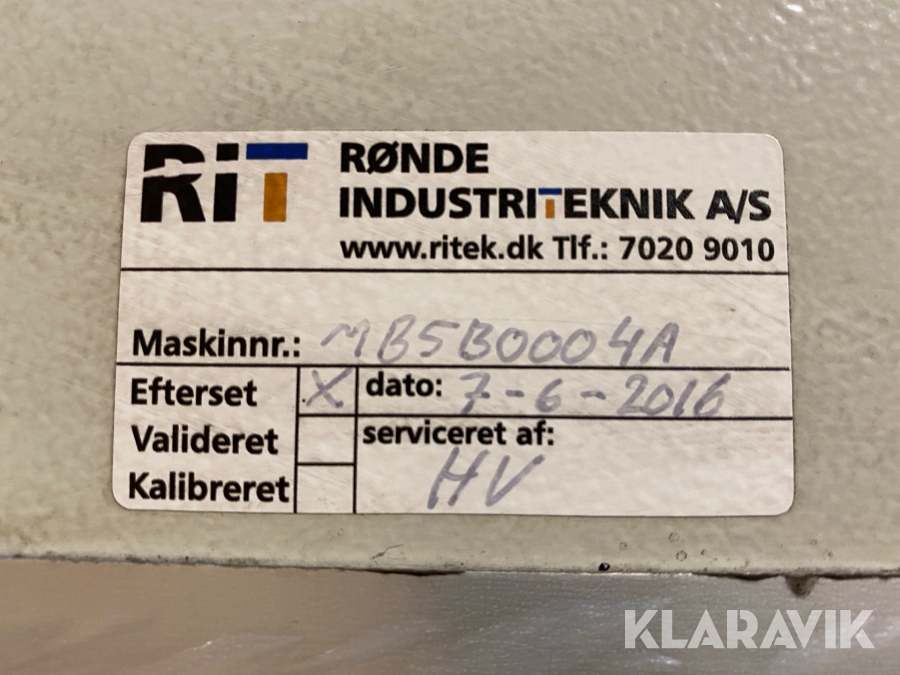 RiT RØNDE
INDUSTRITEKNIK A/S
www.ritek.dk Tlf.: 7020 9010
Maskinnr.: MB5B0004A
Efterset X dato: 7-6-2016
Valideret serviceret af:
Kalibreret HV
KLARAVIK